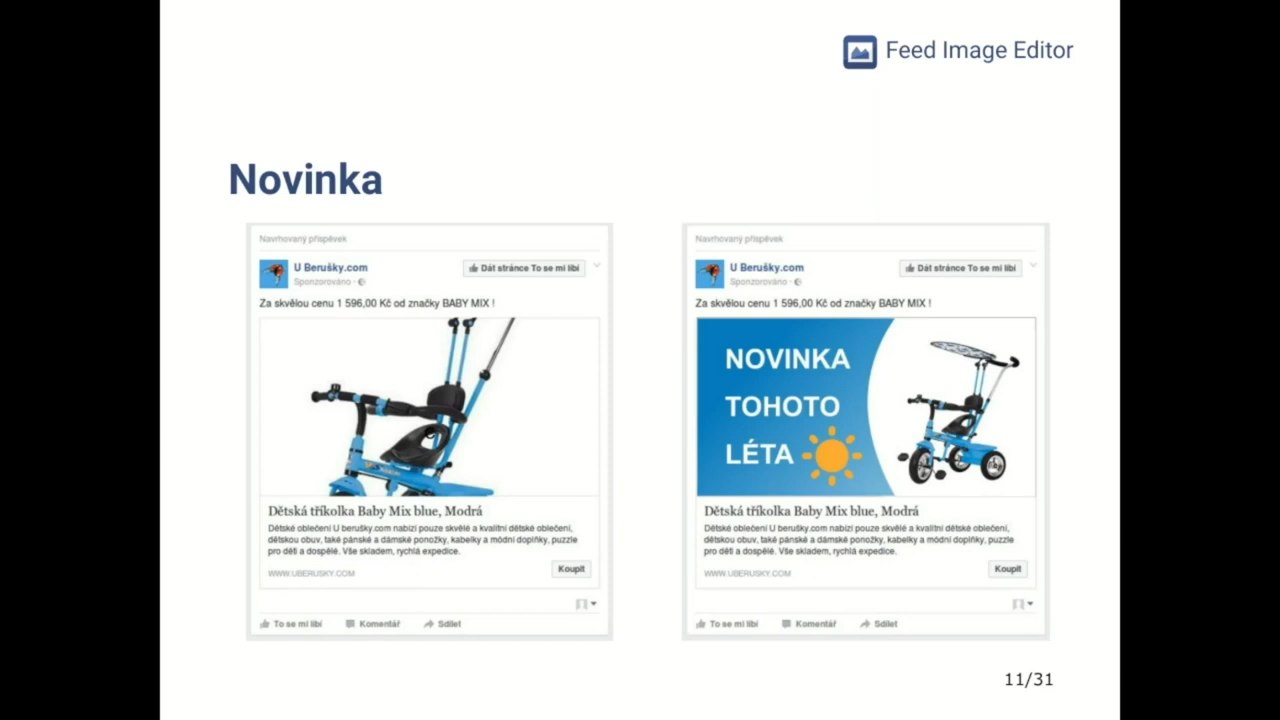 Feed Image Editor
Novinka
Navrhovaný příspěvek
U Berušky.com
Dát stránce To se mi líbí
Sponzorováno
Za skvělou cenu 1 596,00 Kč od značky BABY MIX !
Dětská tříkolka Baby Mix blue, Modrá
Dětské oblečení U berušky.com nabízí pouze skvělé a kvalitní dětské oblečení,
dětskou obuv, také pánské a dámské ponožky, kabelky a módní doplňky, puzzle
pro děti a dospělé. Vše skladem, rychlá expedice.
Koupit
WWW.UBERUSKY.COM
To se mi líbí Komentář Sdílet
Navrhovaný příspěvek
U Berušky.com
Dát stránce To se mi líbí
Sponzorováno
Za skvělou cenu 1 596,00 Kč od značky BABY MIX !
NOVINKA
TOHOTO
LÉTA
Dětská tříkolka Baby Mix blue, Modrá
Dětské oblečení U berušky.com nabízí pouze skvělé a kvalitní dětské oblečení,
dětskou obuv, také pánské a dámské ponožky, kabelky a módní doplňky, puzzle
pro děti a dospělé. Vše skladem, rychlá expedice.
Koupit
WWW.UBERUSKY.COM
To se mi líbí Komentář Sdílet
11/31